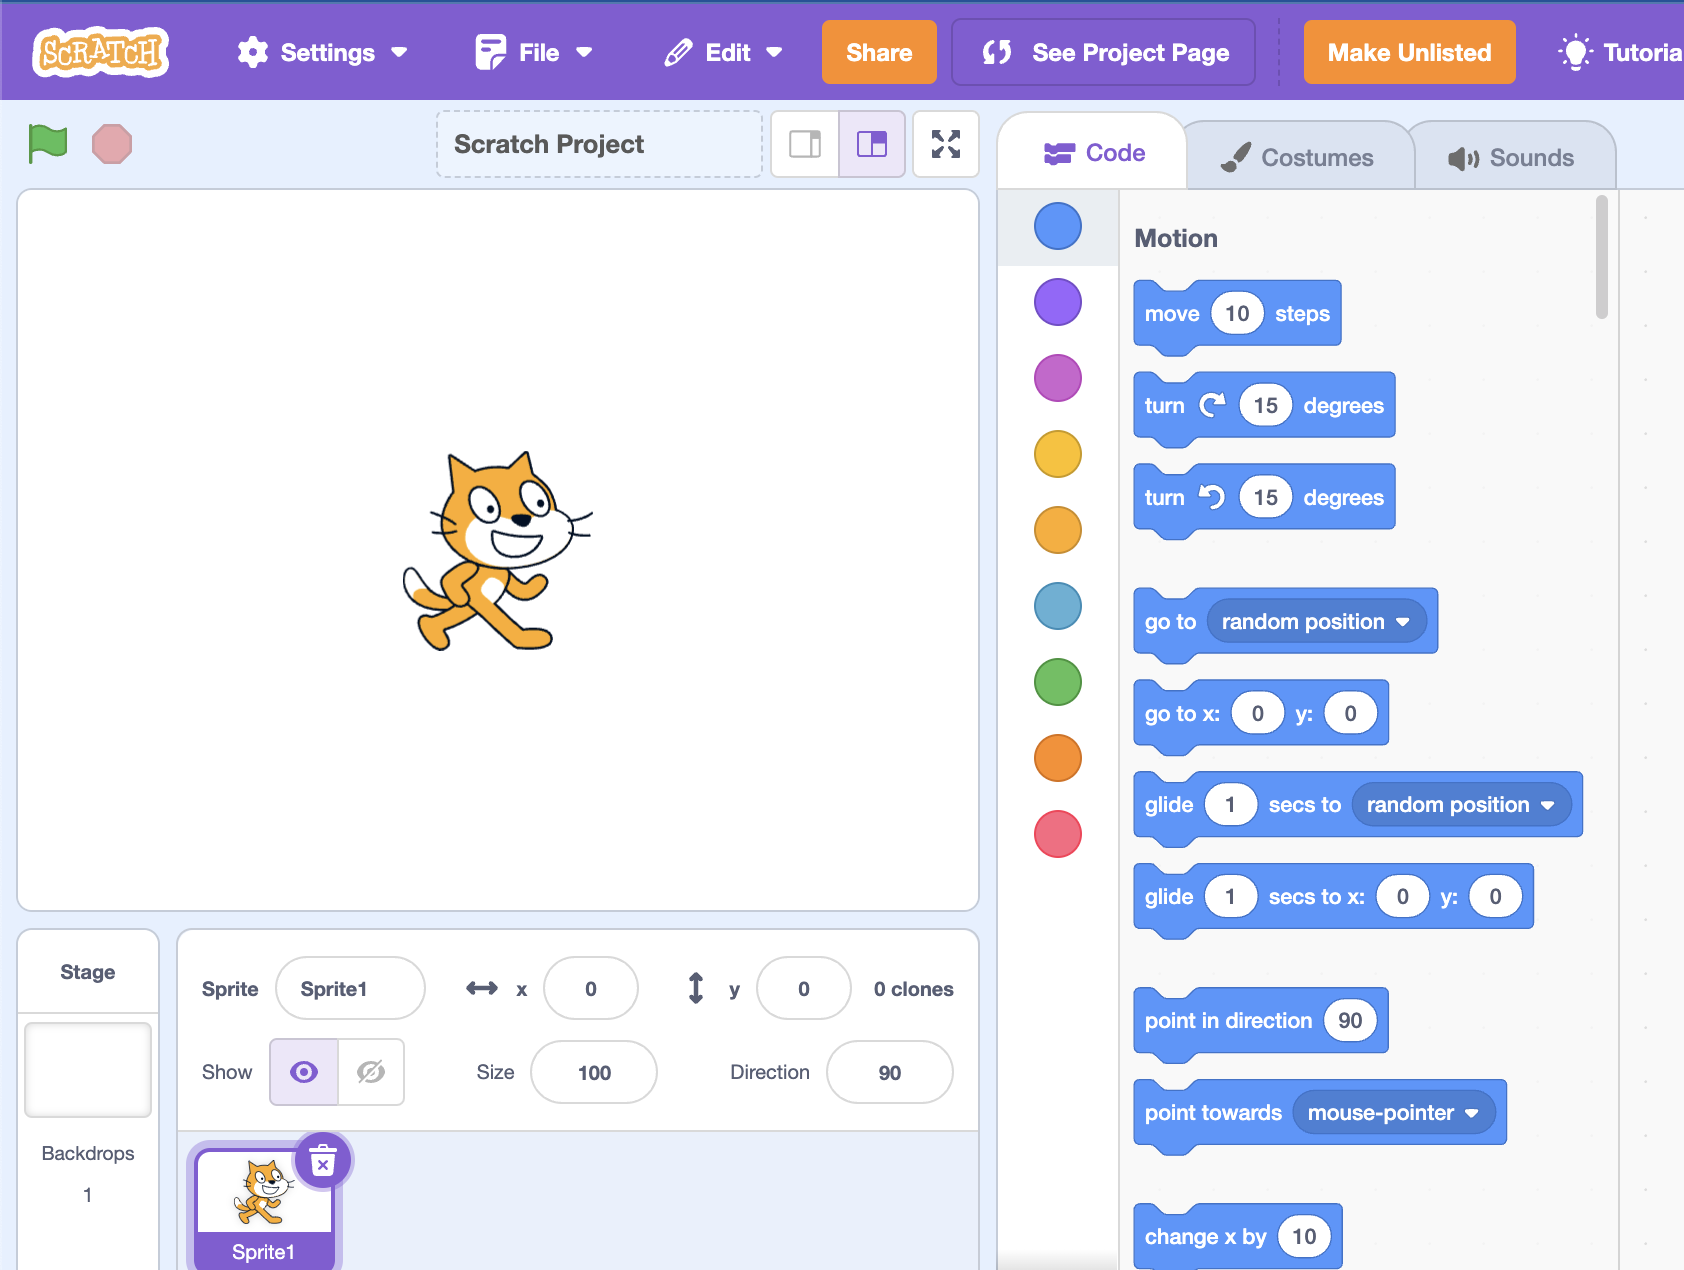 SCRATCH Settings File Edit Share See Project Page Make Unlisted Tutoria
Scratch Project
Code Costumes Sounds
Motion
move 10 steps
turn 15 degrees
turn 15 degrees
go to random position
go to x: 0 y: 0
glide 1 secs to random position
glide 1 secs to x: 0 y: 0
point in direction 90
point towards mouse-pointer
change x by 10
Stage
Backdrops
1
Sprite Sprite1 x 0 y 0 0 clones
Show Size 100 Direction 90
Sprite1